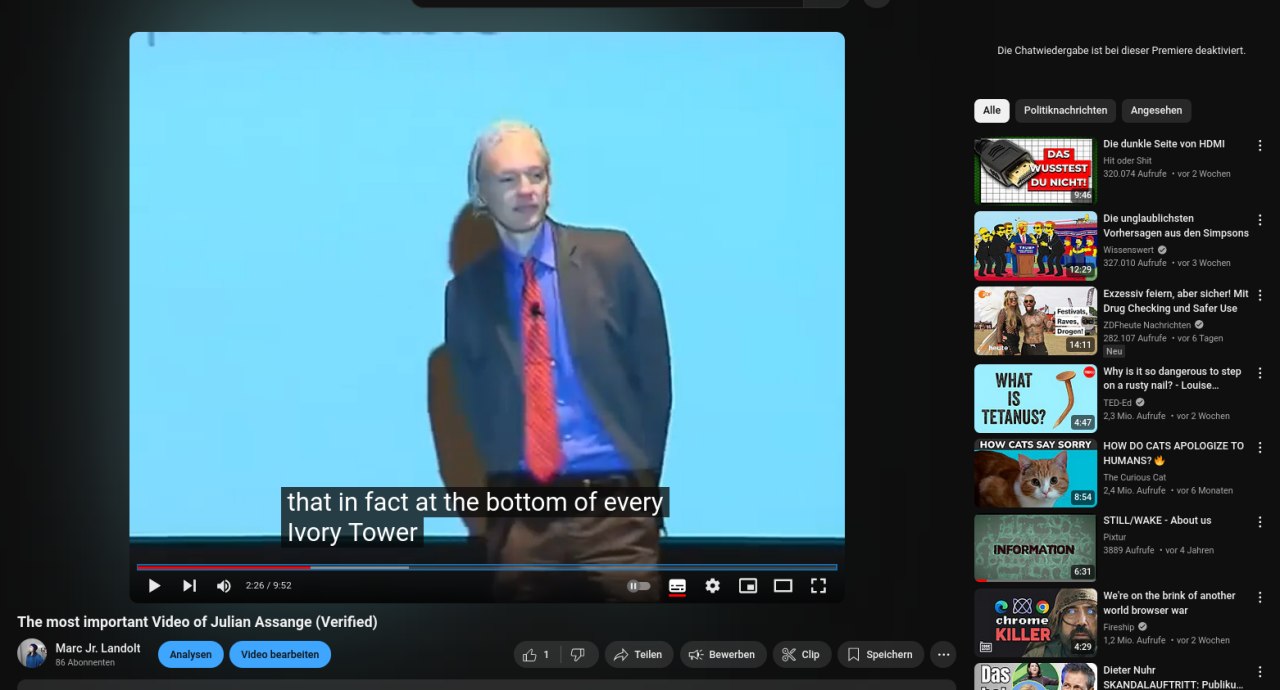 that in fact at the bottom of every
Ivory Tower
2:26 / 9:52
The most important Video of Julian Assange (Verified)
Marc Jr. Landolt
86 Abonnenten
Analysen
Video bearbeiten
1
Teilen
Bewerben
Clip
Speichern
Die Chatwiedergabe ist bei dieser Premiere deaktiviert.
Alle
Politiknachrichten
Angesehen
DAS
WUSSTEST
DU NICHT!
9:46
Die dunkle Seite von HDMI
Hit oder Shit
320.074 Aufrufe • vor 2 Wochen
TRUMP
12:29
Die unglaublichsten
Vorhersagen aus den Simpsons
Wissenswert
327.010 Aufrufe • vor 3 Wochen
Festivals,
Raves,
Drogen!
heute
14:11
Exzessiv feiern, aber sicher! Mit
Drug Checking und Safer Use
ZDFheute Nachrichten
282.107 Aufrufe • vor 6 Tagen
Neu
WHAT
IS
TETANUS?
4:47
Why is it so dangerous to step
on a rusty nail? - Louise...
TED-Ed
2,3 Mio. Aufrufe • vor 2 Wochen
HOW CATS SAY SORRY
8:54
HOW DO CATS APOLOGIZE TO
HUMANS?🔥
The Curious Cat
2,4 Mio. Aufrufe • vor 6 Monaten
INFORMATION
6:31
STILL/WAKE - About us
Pixtur
3889 Aufrufe • vor 4 Jahren
chrome
KILLER
4:29
We're on the brink of another
world browser war
Fireship
1,2 Mio. Aufrufe • vor 2 Wochen
Das
Dieter Nuhr
SKANDALAUFTRITT: Publiku...